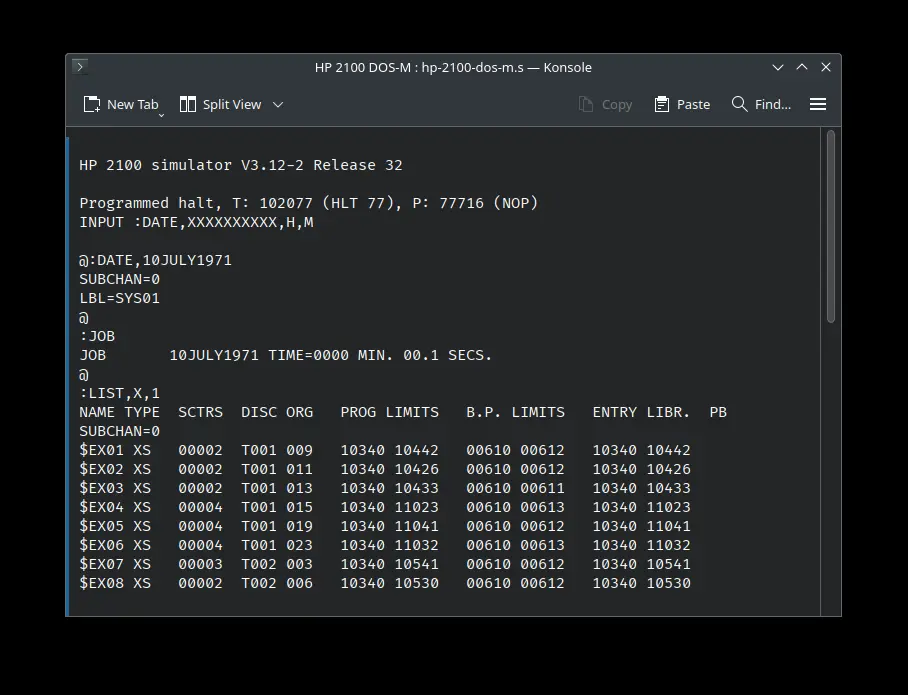 HP 2100 DOS-M : hp-2100-dos-m.s — Konsole
New Tab Split View Copy Paste Find...
HP 2100 simulator V3.12-2 Release 32
Programmed halt, T: 102077 (HLT 77), P: 77716 (NOP)
INPUT :DATE,XXXXXXXXXX,H,M
@:DATE,10JULY1971
SUBCHAN=0
LBL=SYS01
@
:JOB
JOB       10JULY1971 TIME=0000 MIN. 00.1 SECS.
@
:LIST,X,1
NAME TYPE  SCTRS  DISC ORG   PROG LIMITS   B.P. LIMITS   ENTRY LIBR.  PB
SUBCHAN=0
$EX01 XS   00002  T001 009   10340 10442   00610 00612   10340 10442
$EX02 XS   00002  T001 011   10340 10426   00610 00612   10340 10426
$EX03 XS   00002  T001 013   10340 10433   00610 00611   10340 10433
$EX04 XS   00004  T001 015   10340 11023   00610 00613   10340 11023
$EX05 XS   00004  T001 019   10340 11041   00610 00612   10340 11041
$EX06 XS   00004  T001 023   10340 11032   00610 00613   10340 11032
$EX07 XS   00003  T002 003   10340 10541   00610 00612   10340 10541
$EX08 XS   00002  T002 006   10340 10530   00610 00612   10340 10530